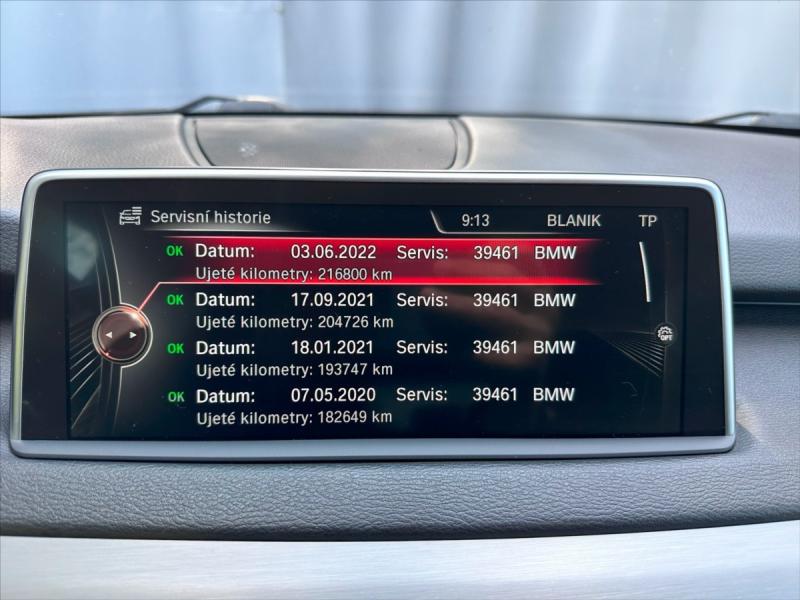 Servisní historie 9:13 BLANIK TP
OK Datum: 03.06.2022 Servis: 39461 BMW
Ujeté kilometry: 216800 km
OK Datum: 17.09.2021 Servis: 39461 BMW
Ujeté kilometry: 204726 km
OK Datum: 18.01.2021 Servis: 39461 BMW
Ujeté kilometry: 193747 km
OK Datum: 07.05.2020 Servis: 39461 BMW
Ujeté kilometry: 182649 km
OPT